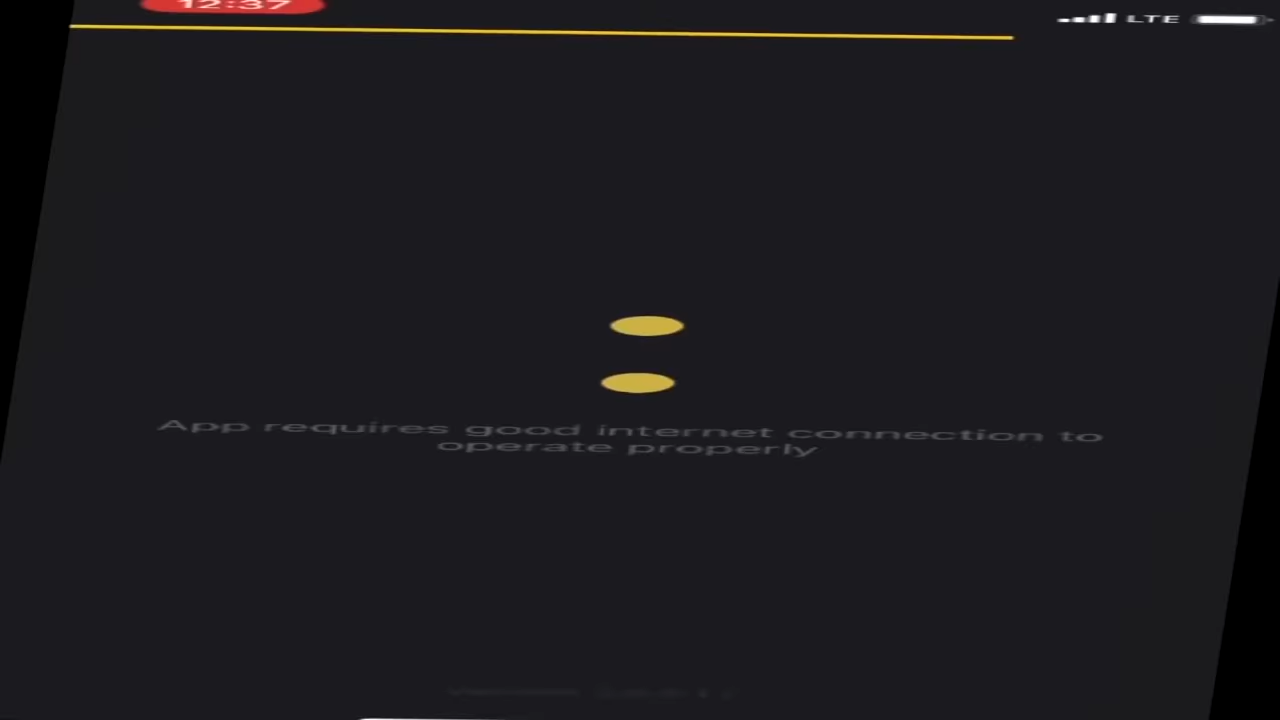 12:37
LTE
App requires good internet connection to
operate properly